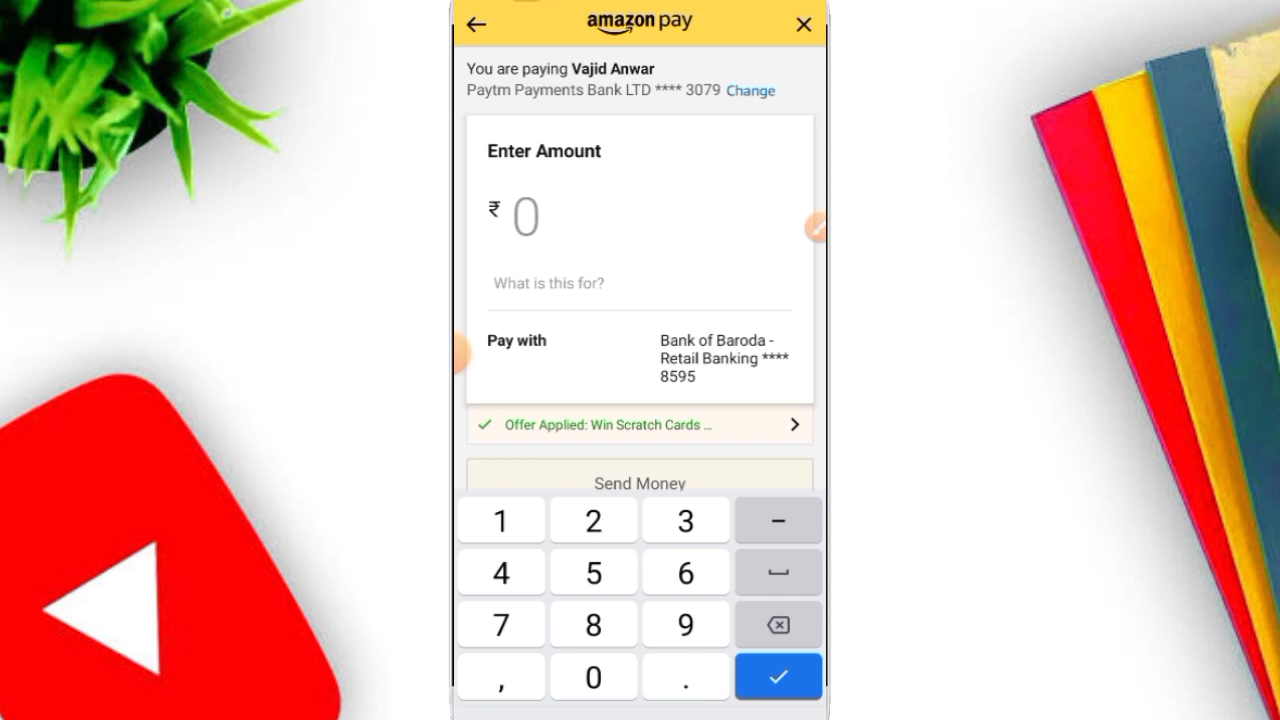 amazon pay
You are paying Vajid Anwar
Paytm Payments Bank LTD **** 3079 Change
Enter Amount
₹ 0
What is this for?
Pay with
Bank of Baroda -
Retail Banking ****
8595
Offer Applied: Win Scratch Cards ...
Send Money
1 2 3 -
4 5 6
7 8 9
, 0 .